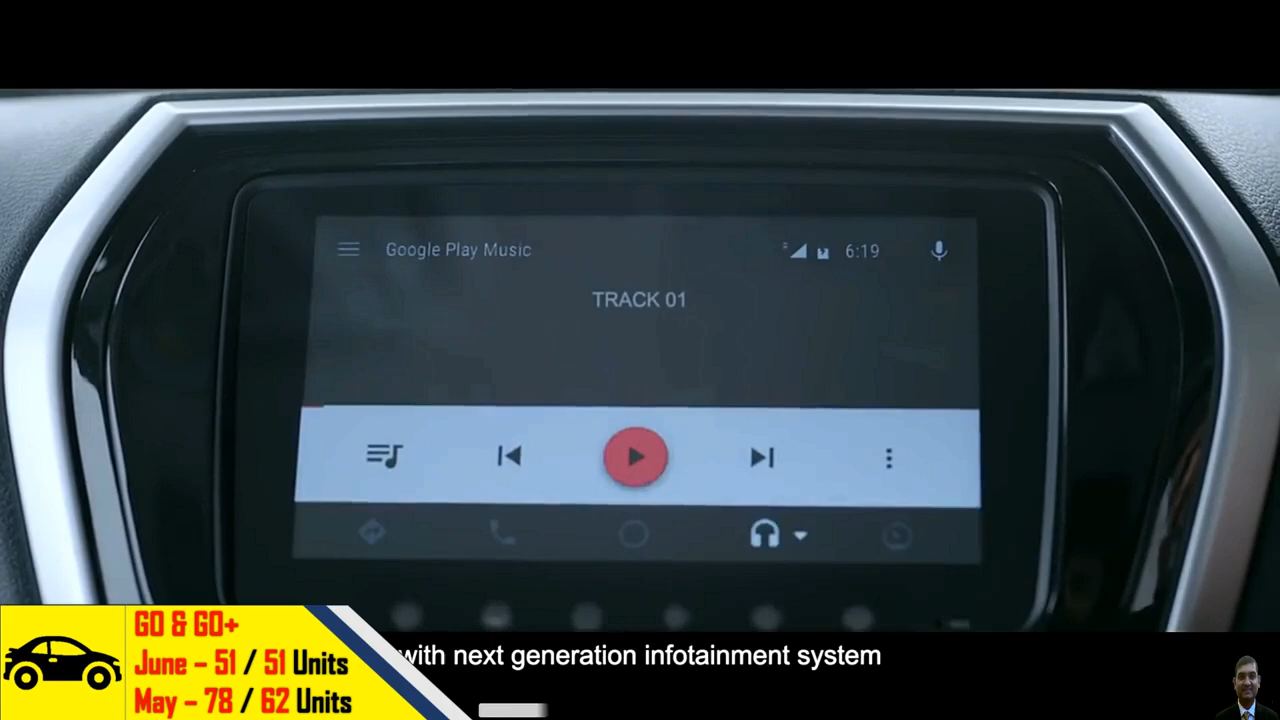 Google Play Music
6:19
TRACK 01
GO & GO+
June - 51 / 51 Units
May - 78 / 62 Units
with next generation infotainment system